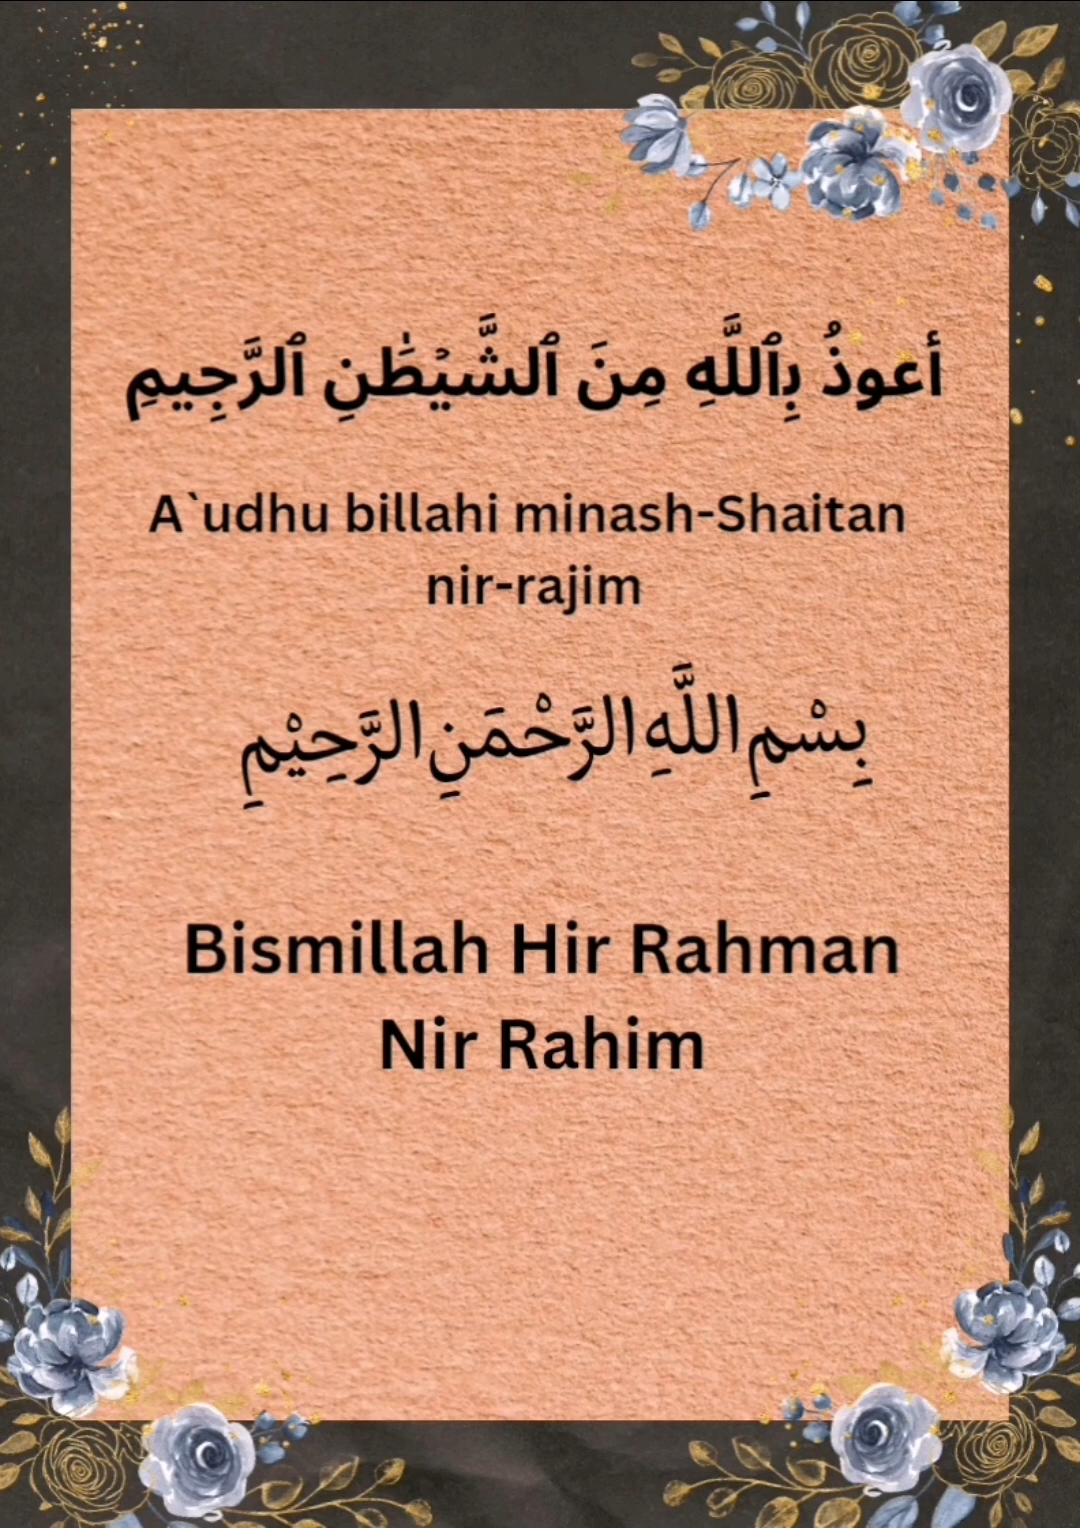 أعوذُ بِٱللَّهِ مِنَ ٱلشَّيۡطَٰنِ ٱلرَّجِيمِ
A`udhu billahi minash-Shaitan
nir-rajim
بِسْمِ اللَّهِ الرَّحْمَنِ الرَّحِيْمِ
Bismillah Hir Rahman
Nir Rahim